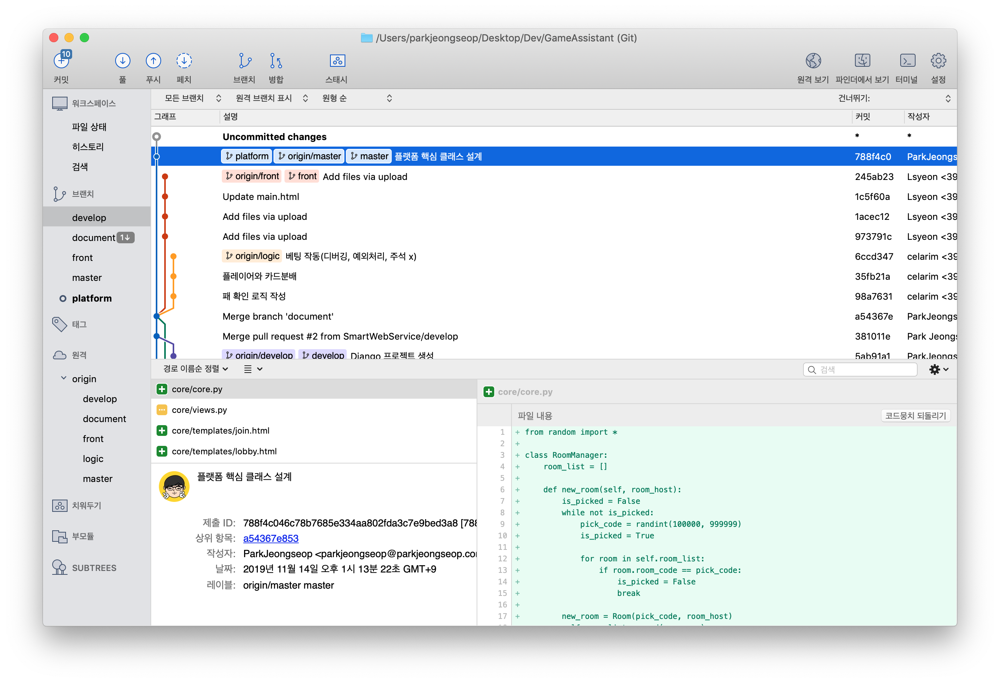 /Users/parkjeongseop/Desktop/Dev/GameAssistant (Git)
10
커밋 풀 푸시 페치 브랜치 병합 스태시 원격 보기 파인더에서 보기 터미널 설정
워크스페이스
파일 상태
히스토리
검색
브랜치
develop
document 1↓
front
master
platform
태그
원격
origin
develop
document
front
logic
master
치워두기
부모듈
SUBTREES
모든 브랜치 원격 브랜치 표시 원형 순 건너뛰기:
그래프 설명 커밋 작성자
Uncommitted changes * *
platform origin/master master 플랫폼 핵심 클래스 설계 788f4c0 ParkJeongs
origin/front front Add files via upload 245ab23 Lsyeon <39
Update main.html 1c5f60a Lsyeon <39
Add files via upload 1acec12 Lsyeon <39
Add files via upload 973791c Lsyeon <39
origin/logic 베팅 작동(디버깅, 예외처리, 주석 x) 6ccd347 celarim <39
플레이어와 카드분배 35fb21a celarim <39
패 확인 로직 작성 98a7631 celarim <39
Merge branch 'document' a54367e ParkJeongs
Merge pull request #2 from SmartWebService/develop 381011e Park Jeong
origin/develop develop Django 프로젝트 생성 5ab91a1 ParkJeongs
경로 이름순 정렬 검색
core/core.py
core/views.py
core/templates/join.html
core/templates/lobby.html
플랫폼 핵심 클래스 설계
제출 ID: 788f4c046c78b7685e334aa802fda3c7e9bed3a8 [788
상위 항목: a54367e853
작성자: ParkJeongseop <parkjeongseop@parkjeongseop.co
날짜: 2019년 11월 14일 오후 1시 13분 22초 GMT+9
레이블: origin/master master
core/core.py
파일 내용 코드뭉치 되돌리기
1 + from random import *
2 +
3 + class RoomManager:
4 + room_list = []
5 +
6 + def new_room(self, room_host):
7 + is_picked = False
8 + while not is_picked:
9 + pick_code = randint(100000, 999999)
10 + is_picked = True
11 +
12 + for room in self.room_list:
13 + if room.room_code == pick_code:
14 + is_picked = False
15 + break
16 +
17 + new_room = Room(pick_code, room_host)